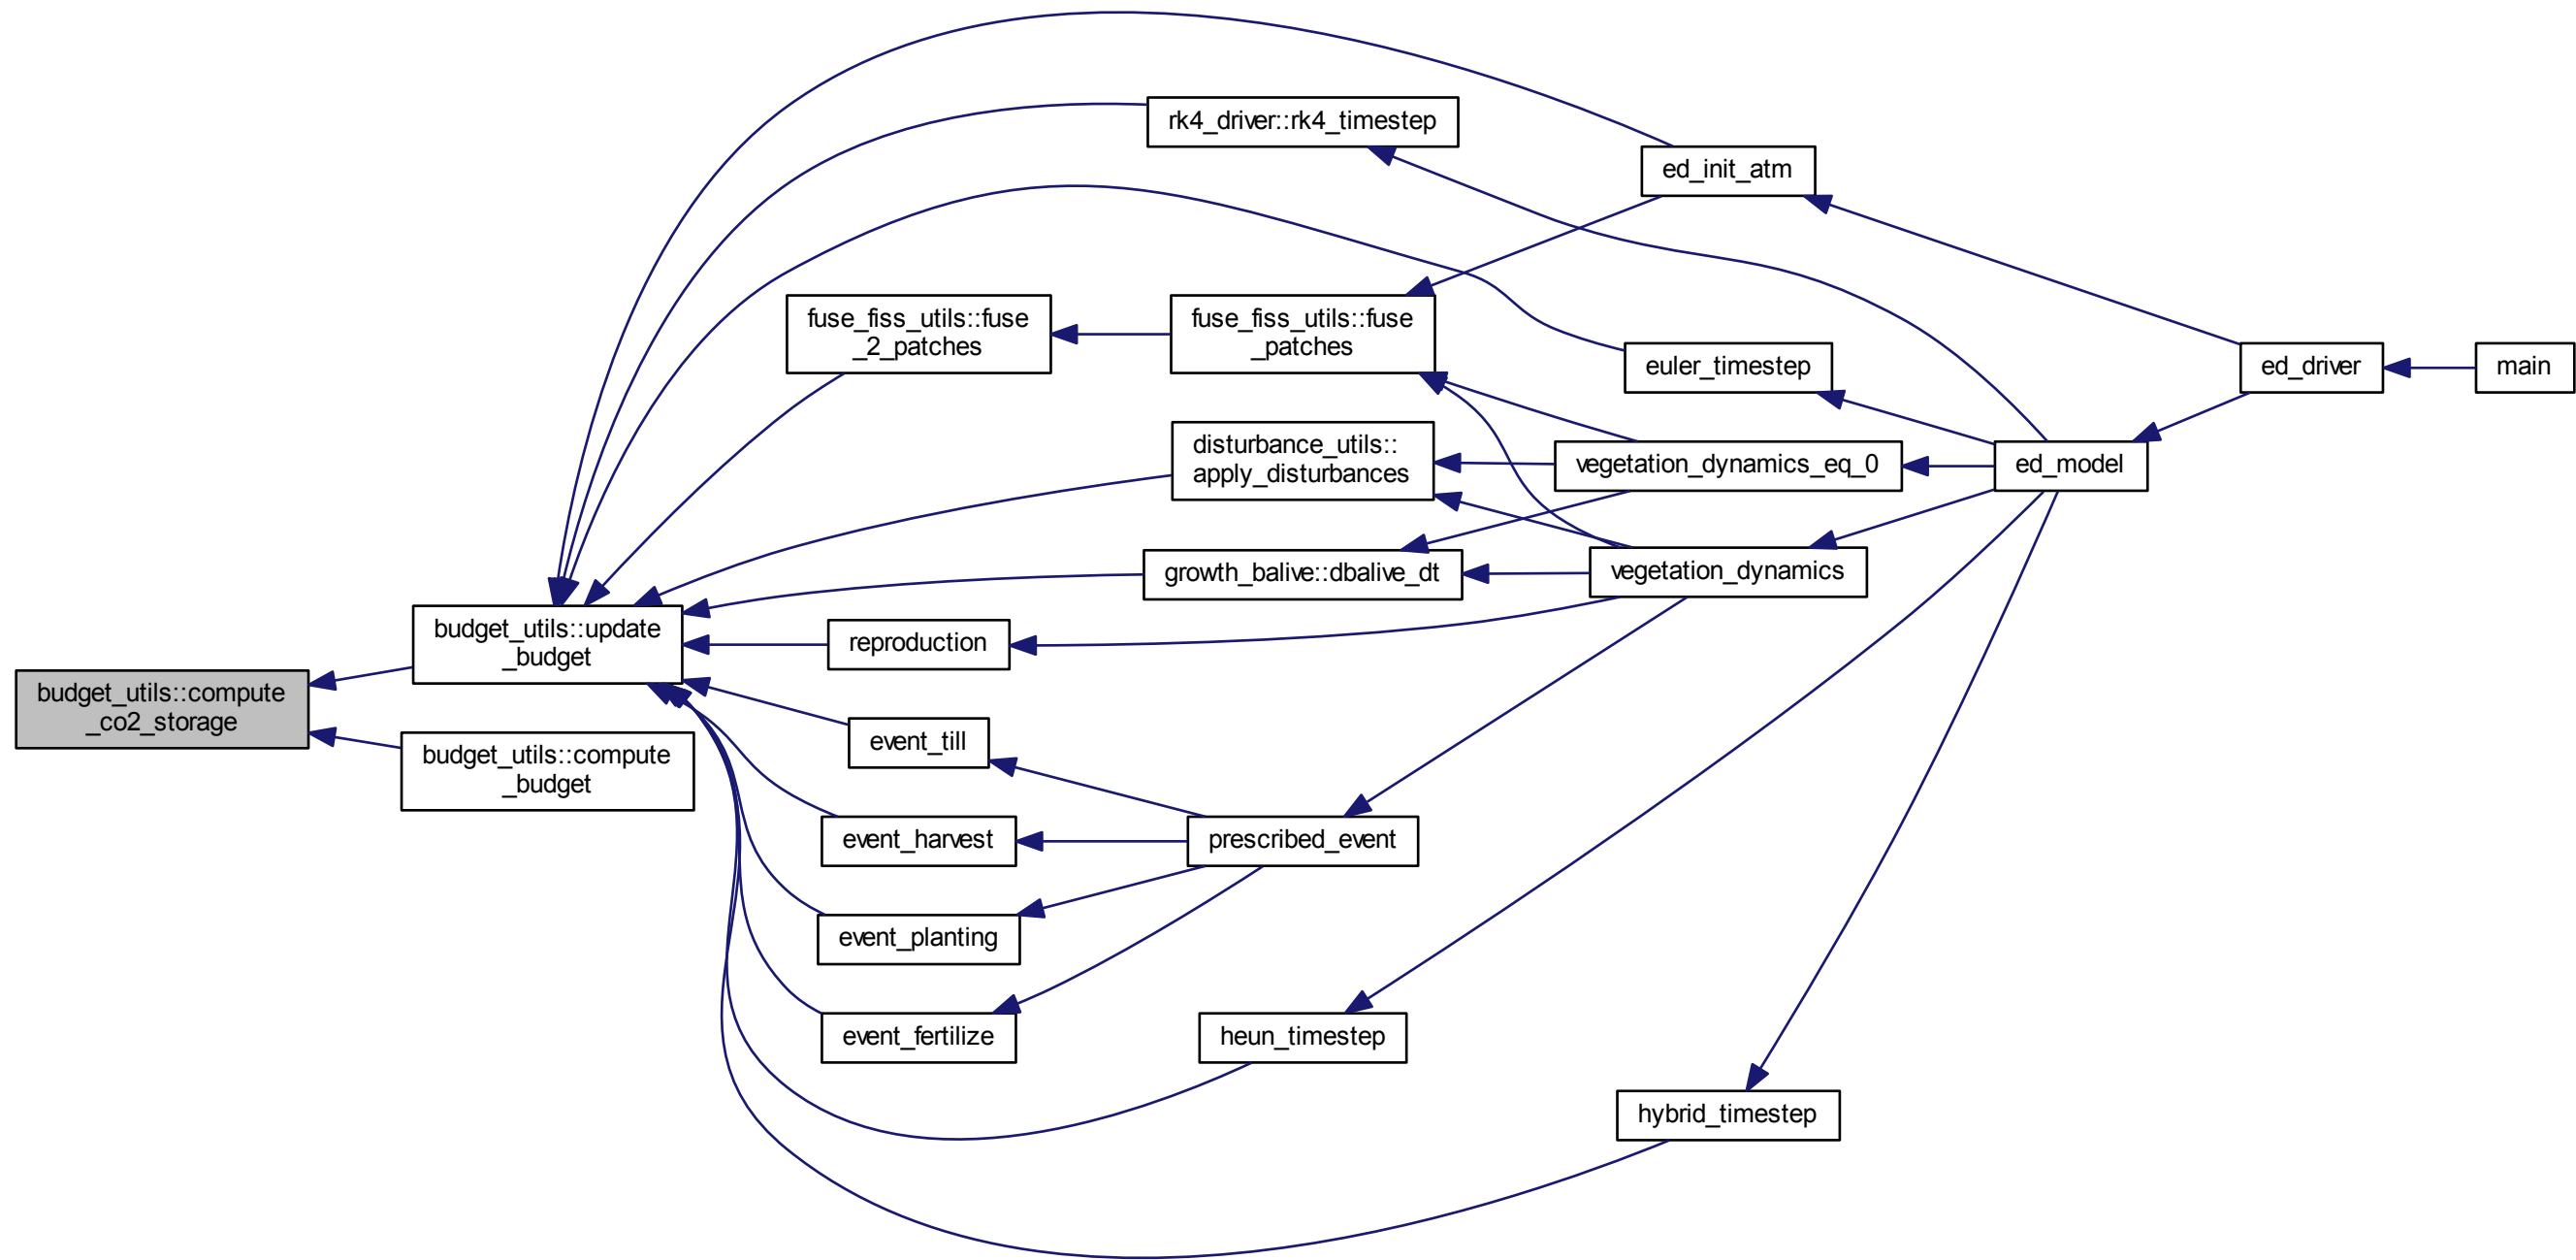 rk4_driver::rk4_timestep
ed_init_atm
fuse_fiss_utils::fuse
_2_patches
fuse_fiss_utils::fuse
_patches
euler_timestep
ed_driver
main
disturbance_utils::
apply_disturbances
vegetation_dynamics_eq_0
ed_model
growth_balive::dbalive_dt
vegetation_dynamics
budget_utils::update
_budget
reproduction
budget_utils::compute
_co2_storage
event_till
budget_utils::compute
_budget
event_harvest
prescribed_event
event_planting
event_fertilize
heun_timestep
hybrid_timestep